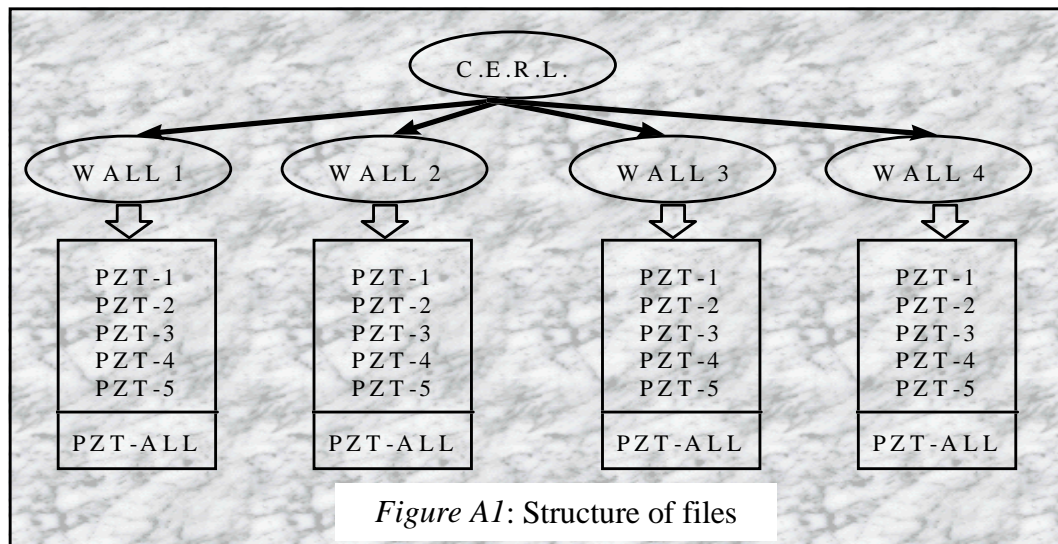 C.E.R.L.
WALL 1
WALL 2
WALL 3
WALL 4
PZT-1
PZT-2
PZT-3
PZT-4
PZT-5
PZT-ALL
PZT-1
PZT-2
PZT-3
PZT-4
PZT-5
PZT-ALL
PZT-1
PZT-2
PZT-3
PZT-4
PZT-5
PZT-ALL
PZT-1
PZT-2
PZT-3
PZT-4
PZT-5
PZT-ALL
Figure A1: Structure of files